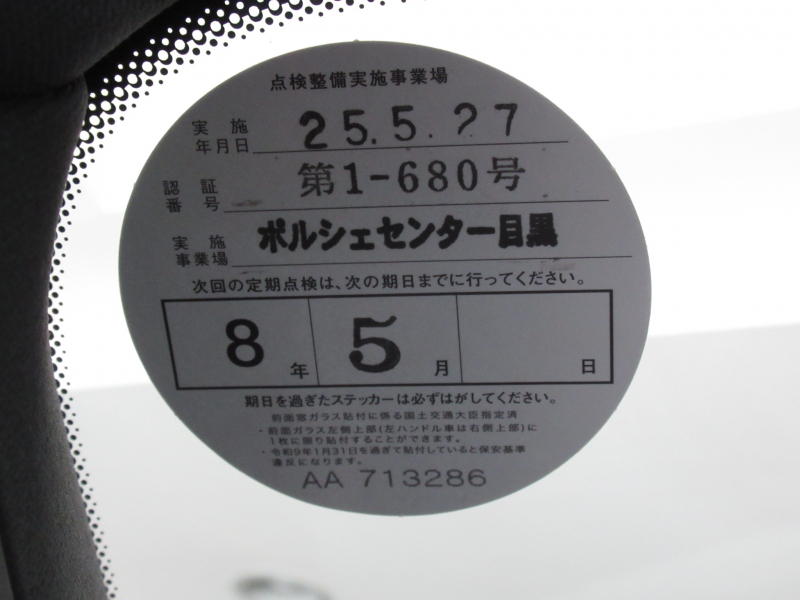 点検整備実施事業場
実施年月日 25.5.27
認証番号 第1-680号
実施事業場 ポルシェセンター目黒
次回の定期点検は、次の期日までに行ってください。
8年 5月 日
期日を過ぎたステッカーは必ずはがしてください。
前面窓ガラス貼付に係る国土交通大臣指定済
・前面ガラス左側上部(左ハンドル車は右側上部)に
1枚に限り貼付することができます。
・令和9年1月31日を過ぎて貼付していると保安基準
違反になります。
AA 713286